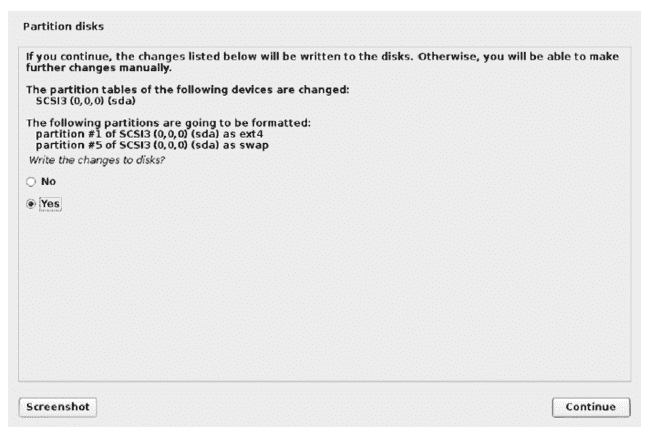 Partition disks
If you continue, the changes listed below will be written to the disks. Otherwise, you will be able to make
further changes manually.
The partition tables of the following devices are changed:
SCSI3 (0,0,0) (sda)
The following partitions are going to be formatted:
partition #1 of SCSI3 (0,0,0) (sda) as ext4
partition #5 of SCSI3 (0,0,0) (sda) as swap
Write the changes to disks?
No
Yes
Screenshot
Continue